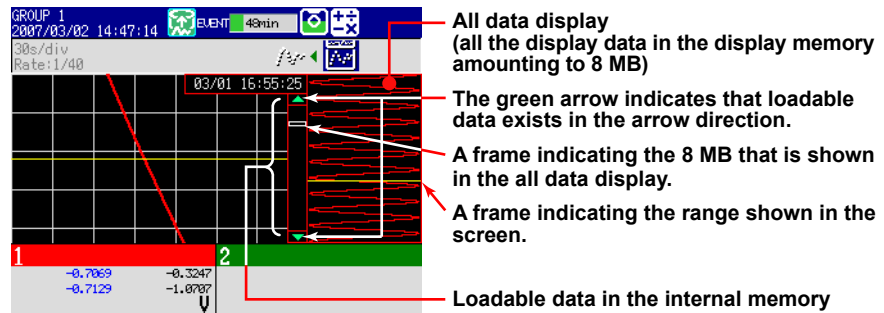 GROUP 1
2007/03/02 14:47:14
EVENT
48min
30s/div
Rate:1/40
03/01 16:55:25
1
2
-0.7069 -0.3247
-0.7129 -1.0707
V
All data display
(all the display data in the display memory
amounting to 8 MB)
The green arrow indicates that loadable
data exists in the arrow direction.
A frame indicating the 8 MB that is shown
in the all data display.
A frame indicating the range shown in the
screen.
Loadable data in the internal memory